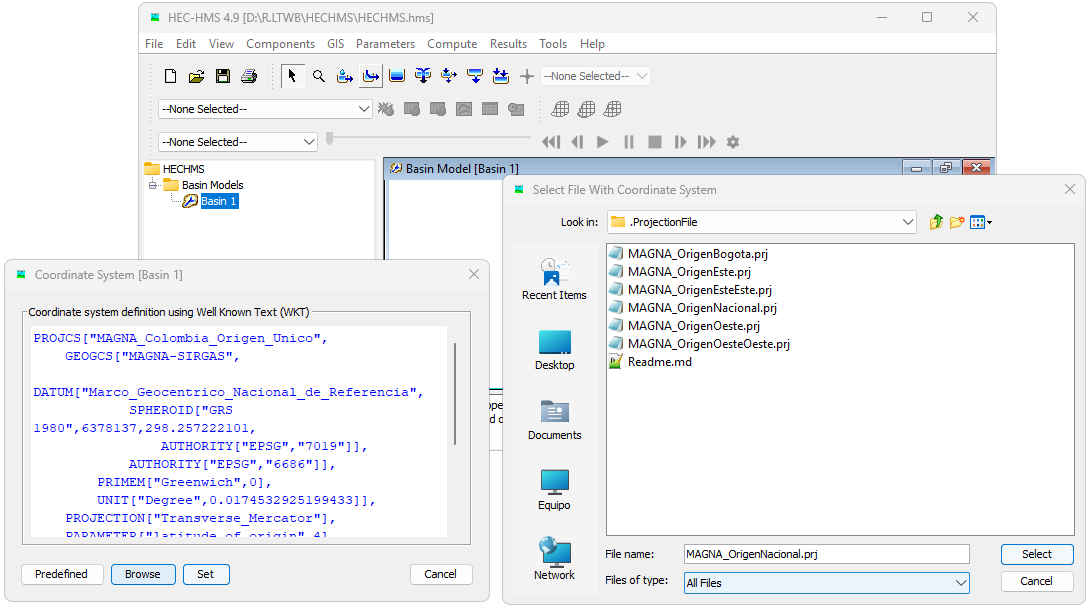 HEC-HMS 4.9 [D:\R.LTWB\HECHMS\HECHMS.hms]
File Edit View Components GIS Parameters Compute Results Tools Help
--None Selected--
--None Selected--
--None Selected--
HECHMS
Basin Models
Basin 1
Basin Model [Basin 1]
Coordinate System [Basin 1]
Coordinate system definition using Well Known Text (WKT)
PROJCS["MAGNA_Colombia_Origen_Unico",
GEOGCS["MAGNA-SIRGAS",
DATUM["Marco_Geocentrico_Nacional_de_Referencia",
SPHEROID["GRS
1980",6378137,298.257222101,
AUTHORITY["EPSG","7019"]],
AUTHORITY["EPSG","6686"]],
PRIMEM["Greenwich",0],
UNIT["Degree",0.0174532925199433]],
PROJECTION["Transverse_Mercator"],
PARAMETER["latitude_of_origin",4]
Predefined Browse Set Cancel
Select File With Coordinate System
Look in: .ProjectionFile
Recent Items
Desktop
Documents
Equipo
Network
MAGNA_OrigenBogota.prj
MAGNA_OrigenEste.prj
MAGNA_OrigenEsteEste.prj
MAGNA_OrigenNacional.prj
MAGNA_OrigenOeste.prj
MAGNA_OrigenOesteOeste.prj
Readme.md
File name: MAGNA_OrigenNacional.prj Select
Files of type: All Files Cancel